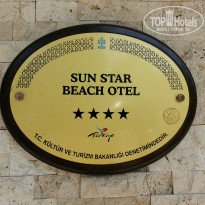 TOP Hotels
SUN STAR
BEACH OTEL
★★★★
Türkiye
T.C. KÜLTÜR VE TURİZM BAKANLIĞI DENETİMİNDEDİR.